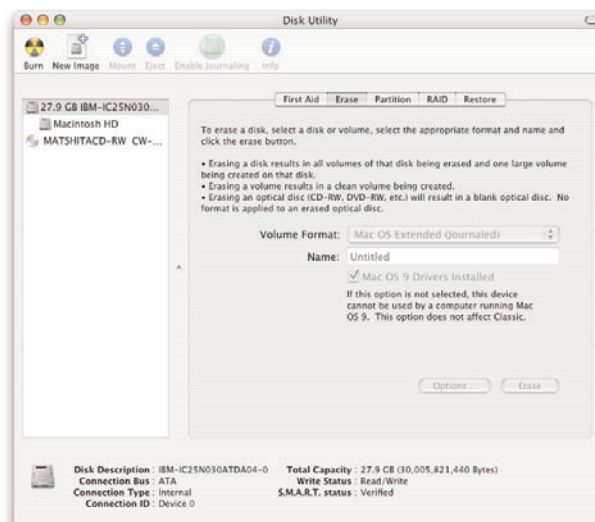 Disk Utility
Burn New Image Mount Eject Enable Journaling Info
27.9 GB IBM-IC25N030...
Macintosh HD
MATSHITACD-RW CW-...
First Aid Erase Partition RAID Restore
To erase a disk, select a disk or volume, select the appropriate format and name and
click the erase button.
• Erasing a disk results in all volumes of that disk being erased and one large volume
being created on that disk.
• Erasing a volume results in a clean volume being created.
• Erasing an optical disc (CD-RW, DVD-RW, etc.) will result in a blank optical disc. No
format is applied to an erased optical disc.
Volume Format: Mac OS Extended (Journaled)
Name: Untitled
Mac OS 9 Drivers Installed
If this option is not selected, this device
cannot be used by a computer running Mac
OS 9. This option does not affect Classic.
Options... Erase
Disk Description : IBM-IC25N030ATDA04-0 Total Capacity : 27.9 GB (30,005,821,440 Bytes)
Connection Bus : ATA Write Status : Read/Write
Connection Type : Internal S.M.A.R.T. status : Verified
Connection ID : Device 0